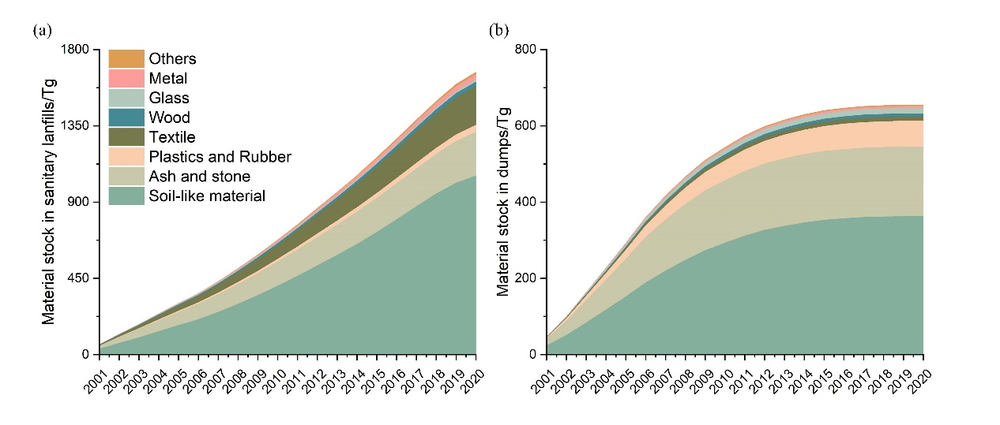 (a)
Material stock in sanitary lanfills/Tg
1800
1350
900
450
0
Others
Metal
Glass
Wood
Textile
Plastics and Rubber
Ash and stone
Soil-like material
2001 2002 2003 2004 2005 2006 2007 2008 2009 2010 2011 2012 2013 2014 2015 2016 2017 2018 2019 2020
(b)
Material stock in dumps/Tg
800
600
400
200
0
2001 2002 2003 2004 2005 2006 2007 2008 2009 2010 2011 2012 2013 2014 2015 2016 2017 2018 2019 2020